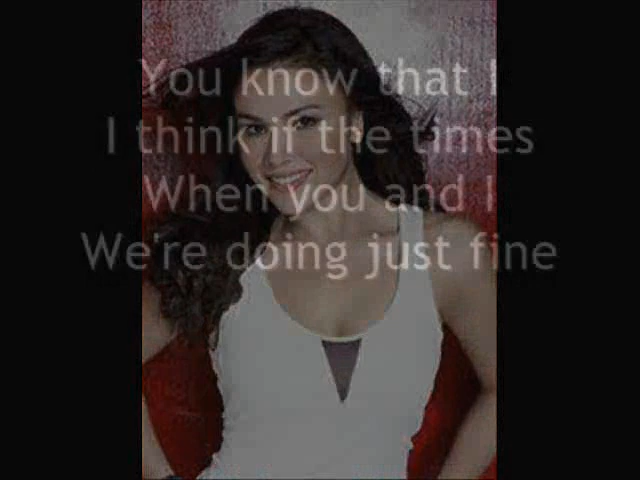 You know that I
I think if the times
When you and I
We're doing just fine